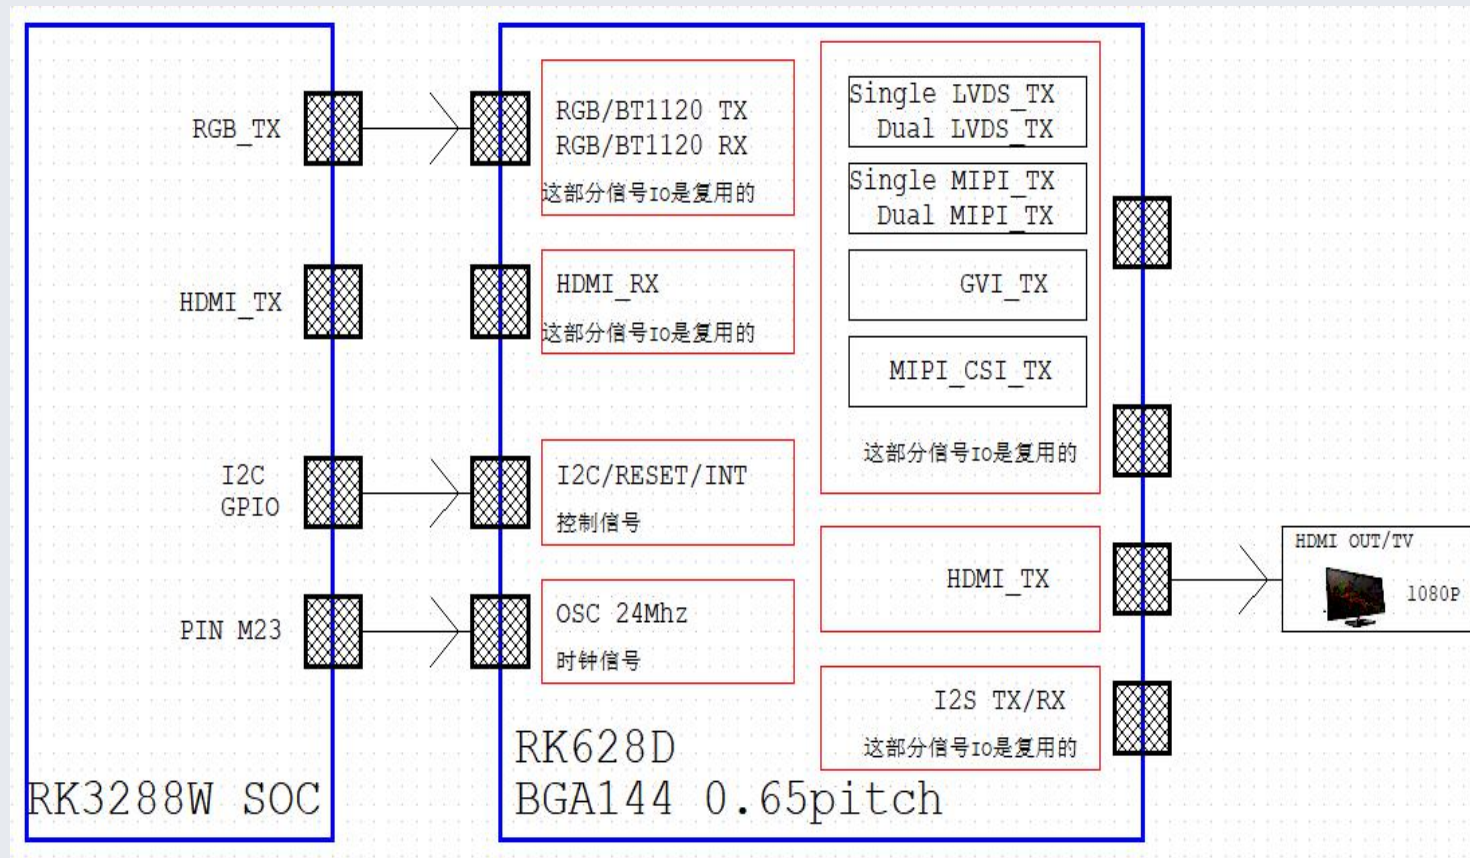 RGB_TX
HDMI_TX
I2C
GPIO
PIN M23
RK3288W SOC
RGB/BT1120 TX
RGB/BT1120 RX
这部分信号IO是复用的
HDMI_RX
这部分信号IO是复用的
I2C/RESET/INT
控制信号
OSC 24Mhz
时钟信号
RK628D
BGA144 0.65pitch
Single LVDS_TX
Dual LVDS_TX
Single MIPI_TX
Dual MIPI_TX
GVI_TX
MIPI_CSI_TX
这部分信号IO是复用的
HDMI_TX
I2S TX/RX
这部分信号IO是复用的
HDMI OUT/TV
1080P